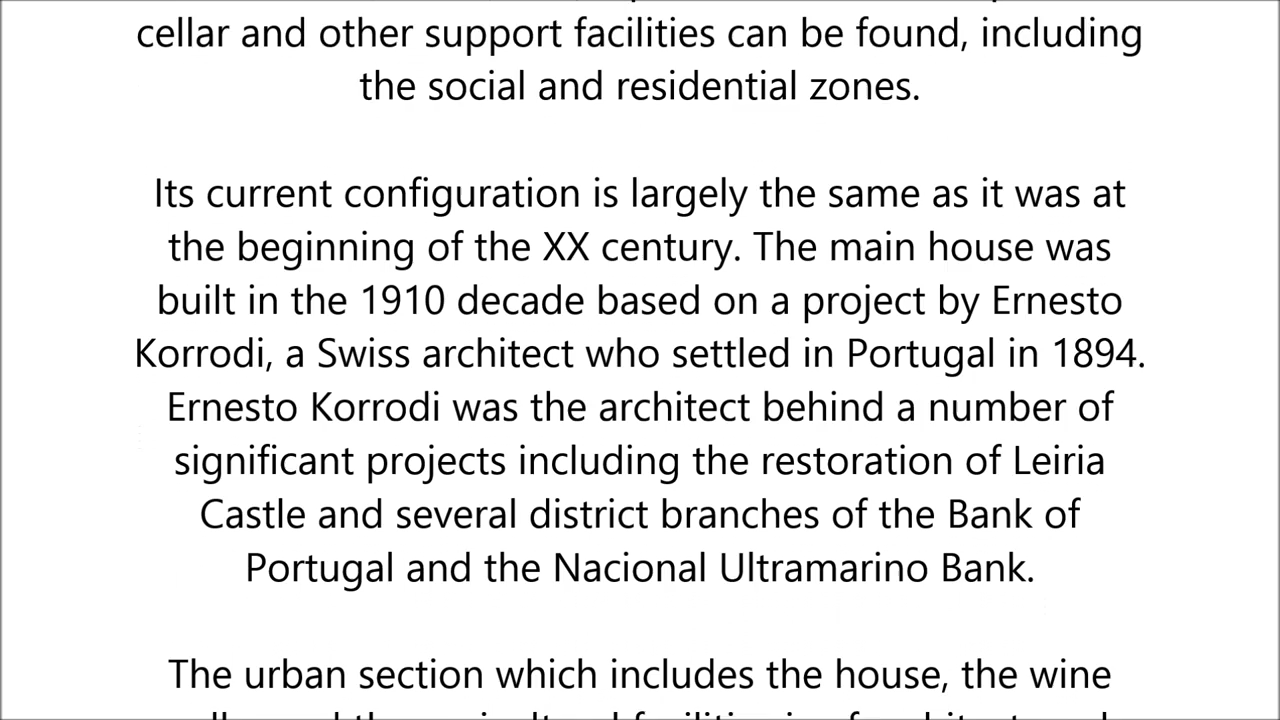 cellar and other support facilities can be found, including
the social and residential zones.
Its current configuration is largely the same as it was at
the beginning of the XX century. The main house was
built in the 1910 decade based on a project by Ernesto
Korrodi, a Swiss architect who settled in Portugal in 1894.
Ernesto Korrodi was the architect behind a number of
significant projects including the restoration of Leiria
Castle and several district branches of the Bank of
Portugal and the Nacional Ultramarino Bank.
The urban section which includes the house, the wine